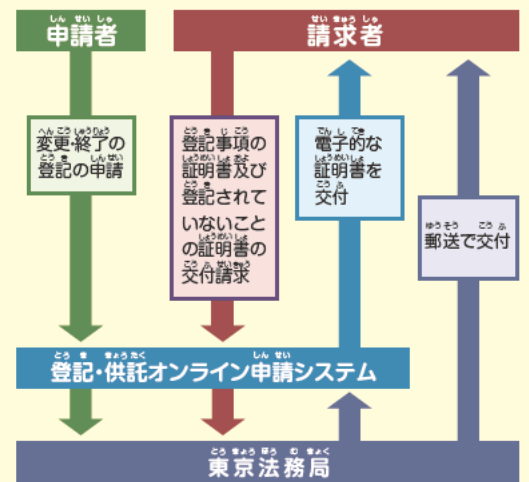 申請者
請求者
変更・終了の
登記の申請
登記事項の
証明書及び
登記されて
いないこと
の証明書の
交付請求
電子的な
証明書を
交付
郵送で交付
登記・供託オンライン申請システム
東京法務局